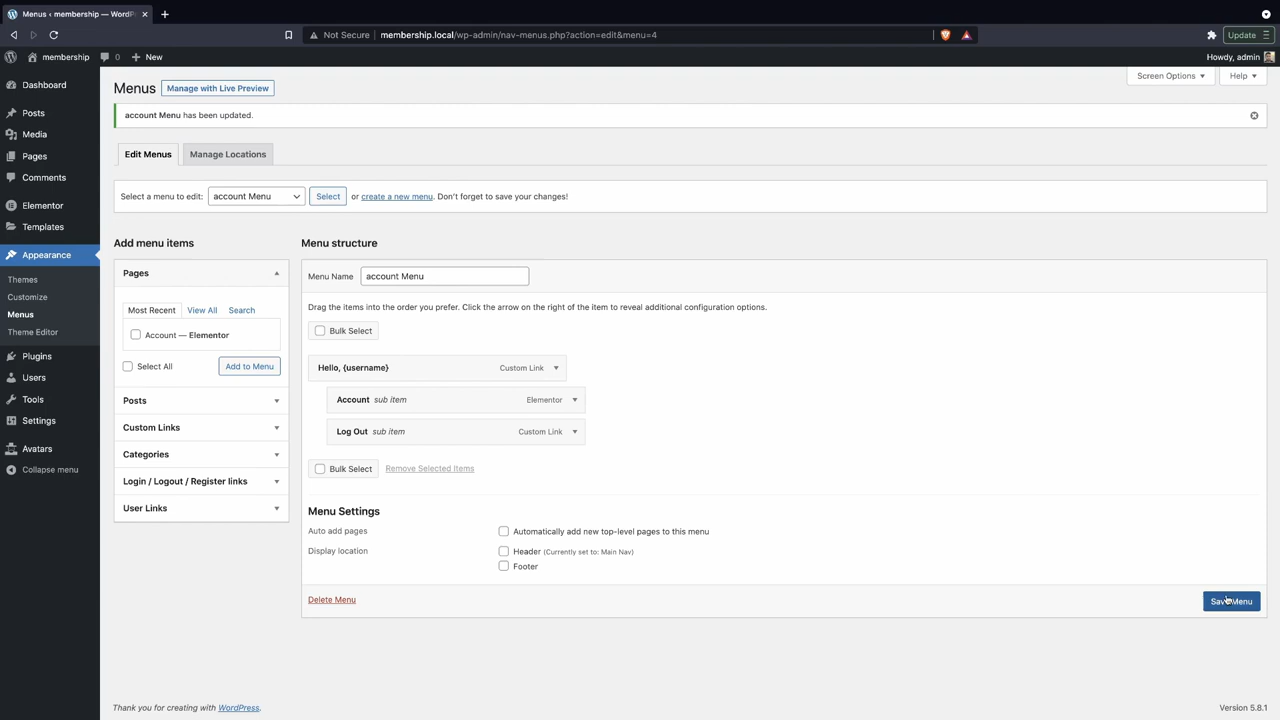 Menus ‹ membership — WordP
Not Secure membership.local/wp-admin/nav-menus.php?action=edit&menu=4
Update
membership 0 New
Howdy, admin
Dashboard
Posts
Media
Pages
Comments
Elementor
Templates
Appearance
Themes
Customize
Menus
Theme Editor
Plugins
Users
Tools
Settings
Avatars
Collapse menu
Screen Options
Help
Menus Manage with Live Preview
account Menu has been updated.
Edit Menus Manage Locations
Select a menu to edit: account Menu Select or create a new menu. Don't forget to save your changes!
Add menu items
Pages
Most Recent View All Search
Account — Elementor
Select All Add to Menu
Posts
Custom Links
Categories
Login / Logout / Register links
User Links
Menu structure
Menu Name account Menu
Drag the items into the order you prefer. Click the arrow on the right of the item to reveal additional configuration options.
Bulk Select
Hello, {username} Custom Link
Account sub item Elementor
Log Out sub item Custom Link
Bulk Select Remove Selected Items
Menu Settings
Auto add pages Automatically add new top-level pages to this menu
Display location Header (Currently set to: Main Nav)
Footer
Delete Menu Save Menu
Thank you for creating with WordPress.
Version 5.8.1